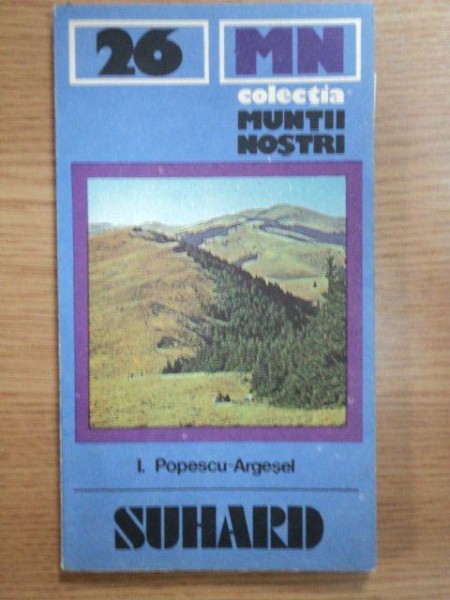 26 MN
colecția
MUNȚII
NOȘTRI
I. Popescu-Argeșel
SUHARD